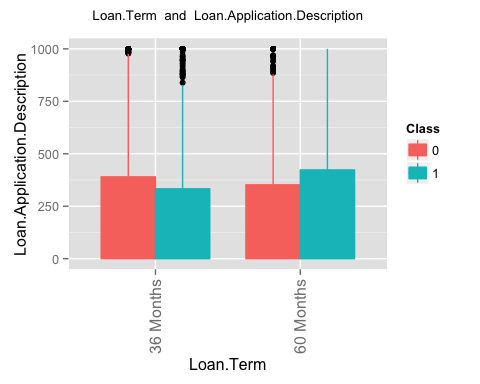 Loan.Term and Loan.Application.Description
Loan.Application.Description
1000
750
500
250
0
36 Months
60 Months
Loan.Term
Class
0
1